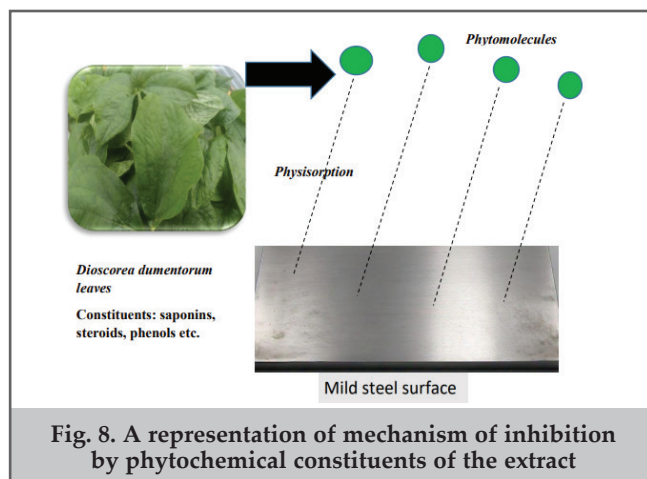 Phytomolecules
Physisorption
Dioscorea dumentorum
leaves
Constituents: saponins,
steroids, phenols etc.
Mild steel surface
Fig. 8. A representation of mechanism of inhibition
by phytochemical constituents of the extract